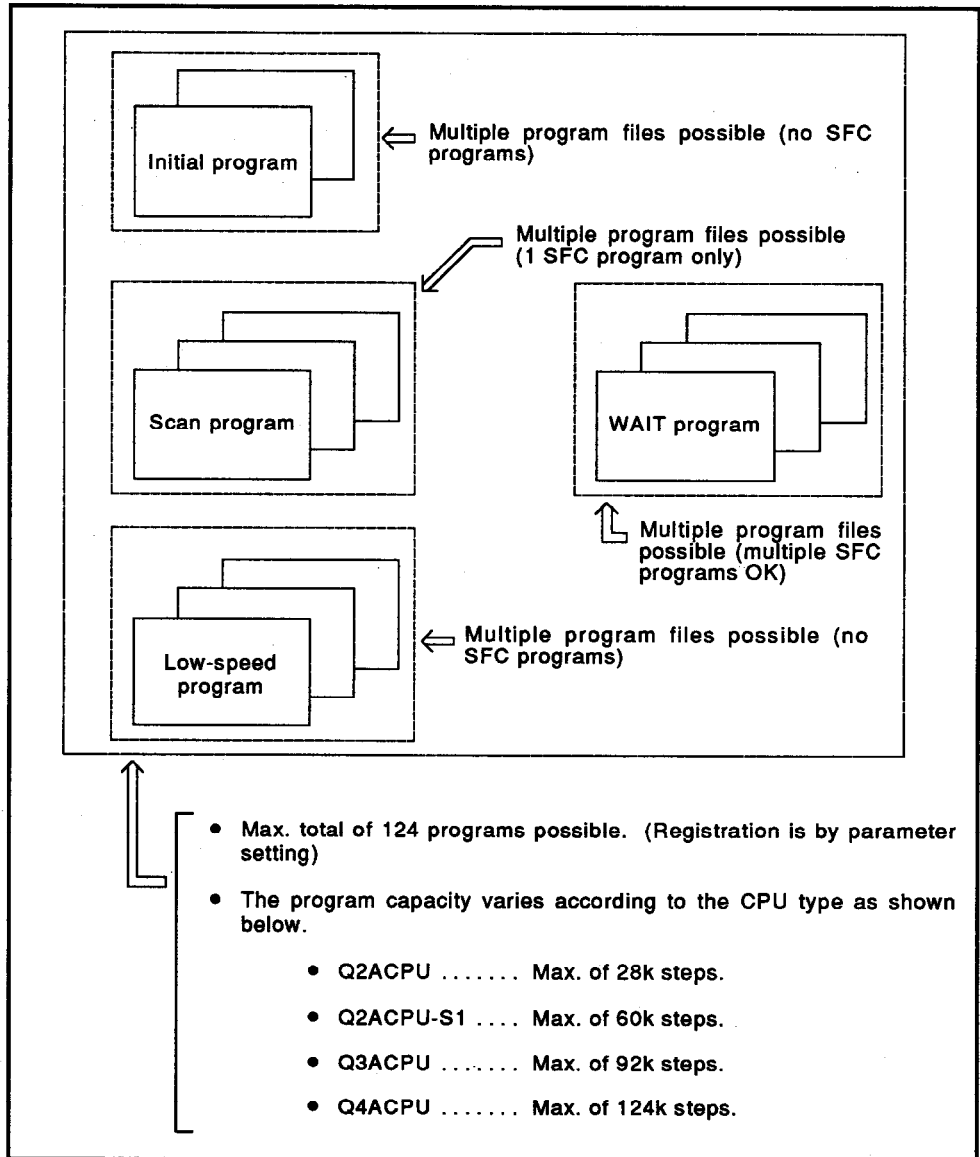 Initial program
Multiple program files possible (no SFC
programs)
Multiple program files possible
(1 SFC program only)
Scan program
WAIT program
Multiple program files
possible (multiple SFC
programs OK)
Low-speed
program
Multiple program files possible (no
SFC programs)
• Max. total of 124 programs possible. (Registration is by parameter
setting)
• The program capacity varies according to the CPU type as shown
below.
• Q2ACPU ....... Max. of 28k steps.
• Q2ACPU-S1 .... Max. of 60k steps.
• Q3ACPU ....... Max. of 92k steps.
• Q4ACPU ....... Max. of 124k steps.